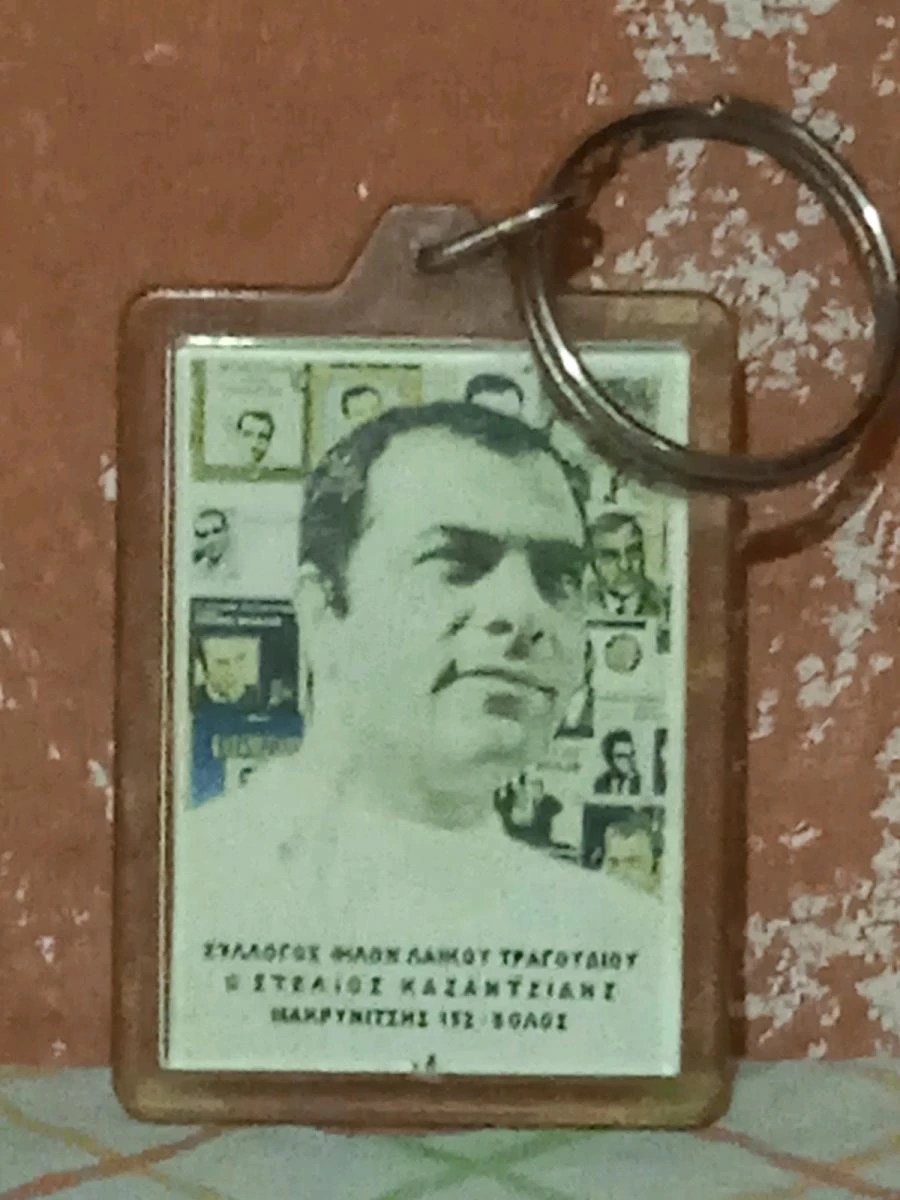 ΣΥΛΛΟΓΟΣ ΦΙΛΩΝ ΛΑΙΚΟΥ ΤΡΑΓΟΥΔΙΟΥ
Ο ΣΤΕΛΙΟΣ ΚΑΖΑΝΤΖΙΔΗΣ
ΜΑΚΡΥΝΙΤΣΗΣ 152 ΒΟΛΟΣ